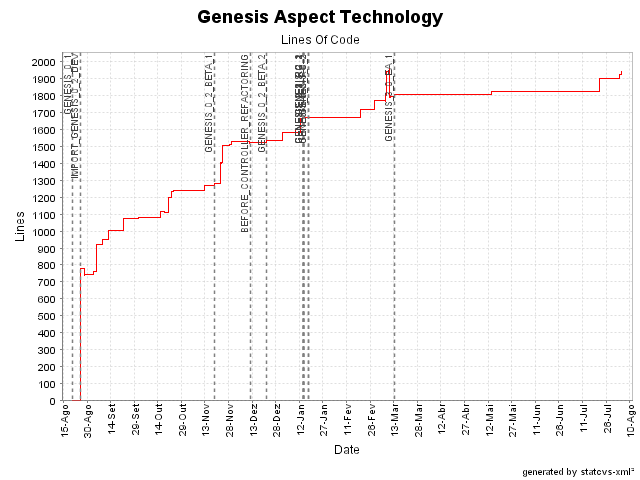 Genesis Aspect Technology
Lines Of Code
Lines
2000
1900
1800
1700
1600
1500
1400
1300
1200
1100
1000
900
800
700
600
500
400
300
200
100
0
GENESIS_0_1
IMPORT_GENESIS_0_2_DEV
GENESIS_0_2_BETA_1
BEFORE_CONTROLLER_REFACTORING
GENESIS_0_2_BETA_2
15-Ago
30-Ago
14-Set
29-Set
14-Out
29-Out
13-Nov
28-Nov
13-Dez
28-Dez
12-Jan
27-Jan
11-Fev
26-Fev
13-Mar
28-Mar
12-Abr
27-Abr
12-Mai
27-Mai
11-Jun
26-Jun
11-Jul
26-Jul
10-Ago
Date
generated by statcvs-xml²